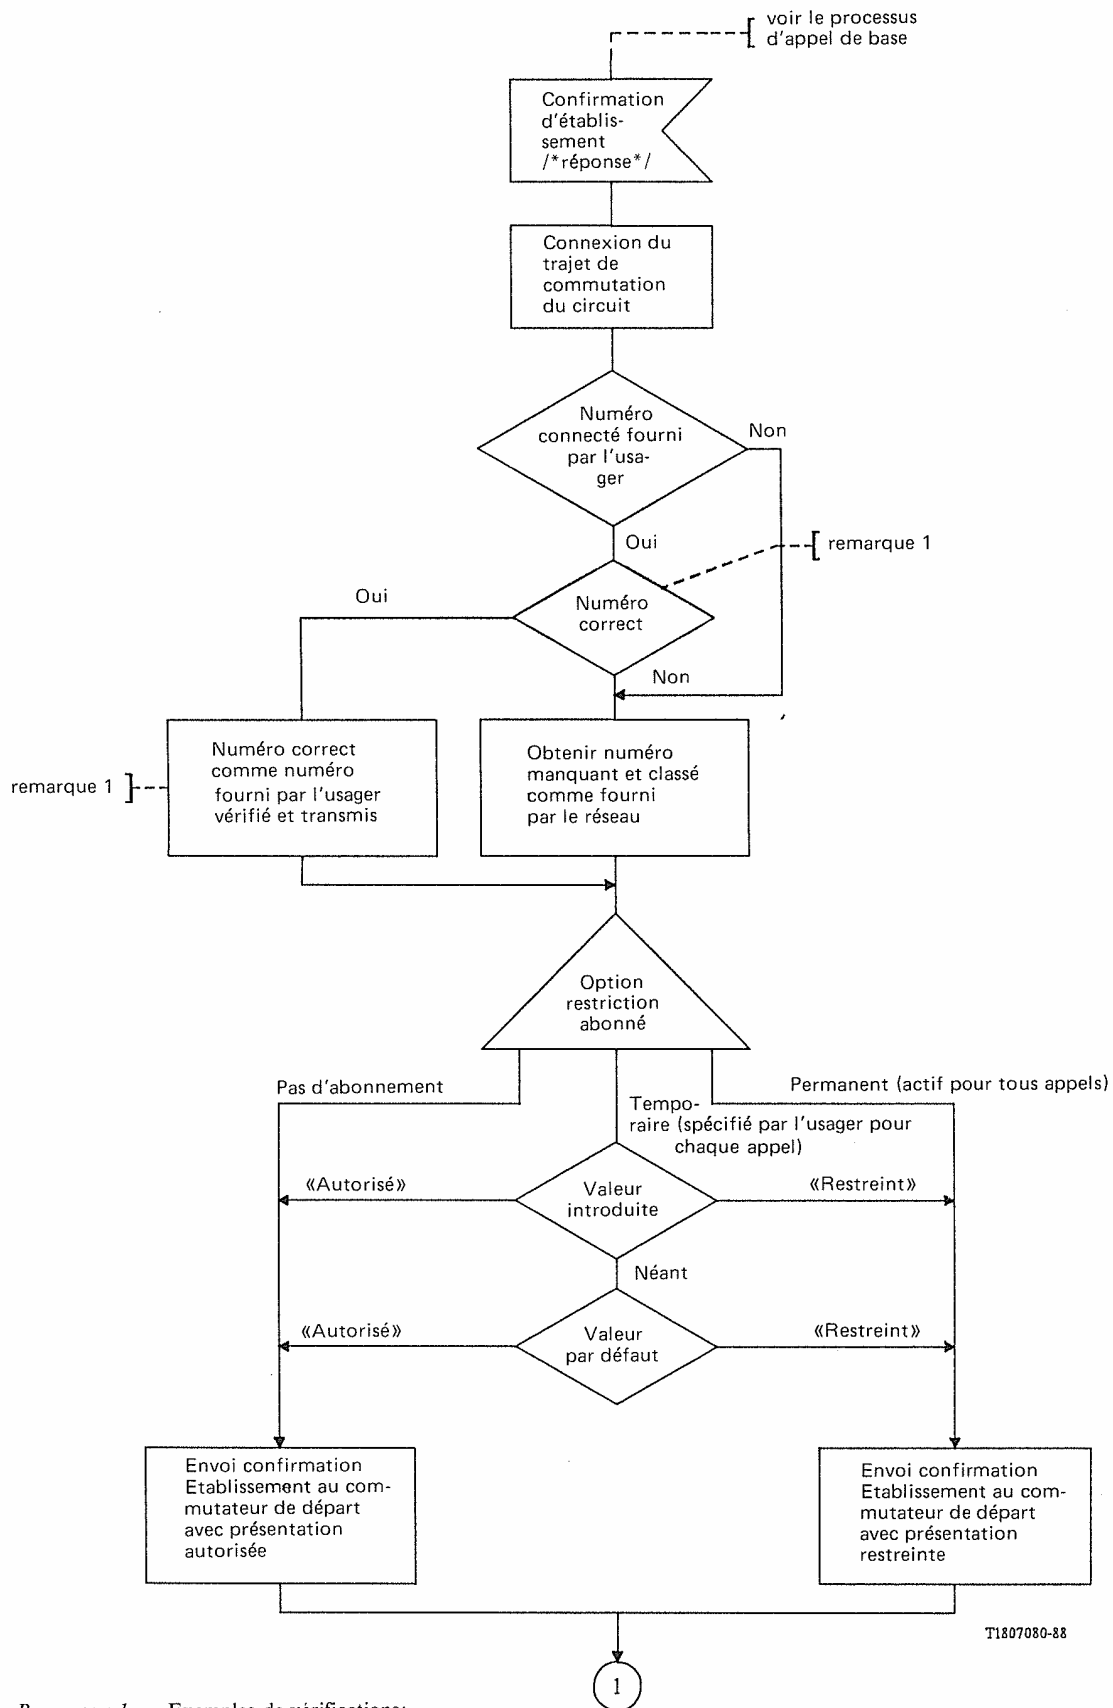 voir le processus
d'appel de base
Confirmation
d'établis-
sement
/*réponse*/
Connexion du
trajet de
commutation
du circuit
Numéro
connecté fourni
par l'usa-
ger
Non
Oui
remarque 1
Oui
Numéro
correct
Non
Numéro correct
comme numéro
fourni par l'usager
vérifié et transmis
remarque 1
Obtenir numéro
manquant et classé
comme fourni
par le réseau
Option
restriction
abonné
Pas d'abonnement
Permanent (actif pour tous appels)
Tempo-
raire (spécifié par l'usager pour
chaque appel)
«Autorisé»
Valeur
introduite
«Restreint»
Néant
«Autorisé»
Valeur
par défaut
«Restreint»
Envoi confirmation
Etablissement au com-
mutateur de départ
avec présentation
autorisée
Envoi confirmation
Etablissement au com-
mutateur de départ
avec présentation
restreinte
T1807080-88
1